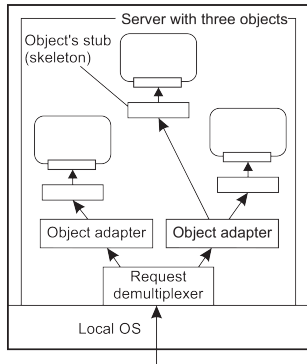 Server with three objects
Object's stub
(skeleton)
Object adapter
Object adapter
Request
demultiplexer
Local OS